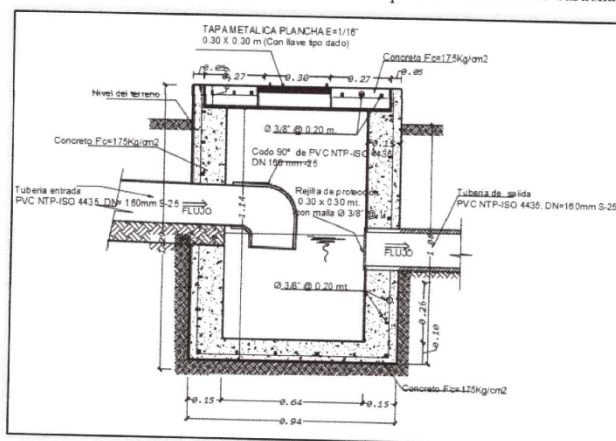 TAPA METALICA PLANCHA E=1/16"
0.30 X 0.30 m (Con llave tipo dado)
Concreto F'c=175Kg/cm2
0.05
0.27
0.30
0.27
0.05
Nivel del terreno
Ø 3/8" @ 0.20 m.
Concreto F'c=175Kg/cm2
Codo 90° de PVC NTP-ISO 4435
DN 160 mm -25
0.15
Tuberia entrada
PVC NTP-ISO 4435, DN= 160mm S-25
FLUJO
1.14
Rejilla de protección
0.30 x 0.30 mt.
con malla Ø 3/8" @
Tuberia de salida
PVC NTP-ISO 4435, DN=160mm S-25
FLUJO
Ø 3/8" @ 0.20 mt.
0.26
0.10
Concreto F'c=175Kg/cm2
0.15
0.64
0.15
0.94